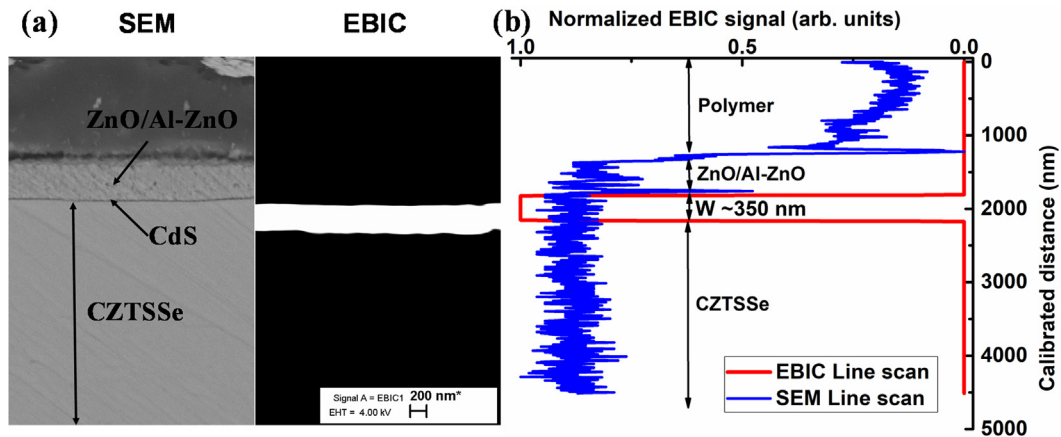 (a)
SEM
EBIC
ZnO/Al-ZnO
CdS
CZTSSe
Signal A = EBIC1 200 nm*
EHT = 4.00 kV
(b)
Normalized EBIC signal (arb. units)
1.0 0.5 0.0
Polymer
ZnO/Al-ZnO
W ~350 nm
CZTSSe
EBIC Line scan
SEM Line scan
0
1000
2000
3000
4000
5000
Calibrated distance (nm)